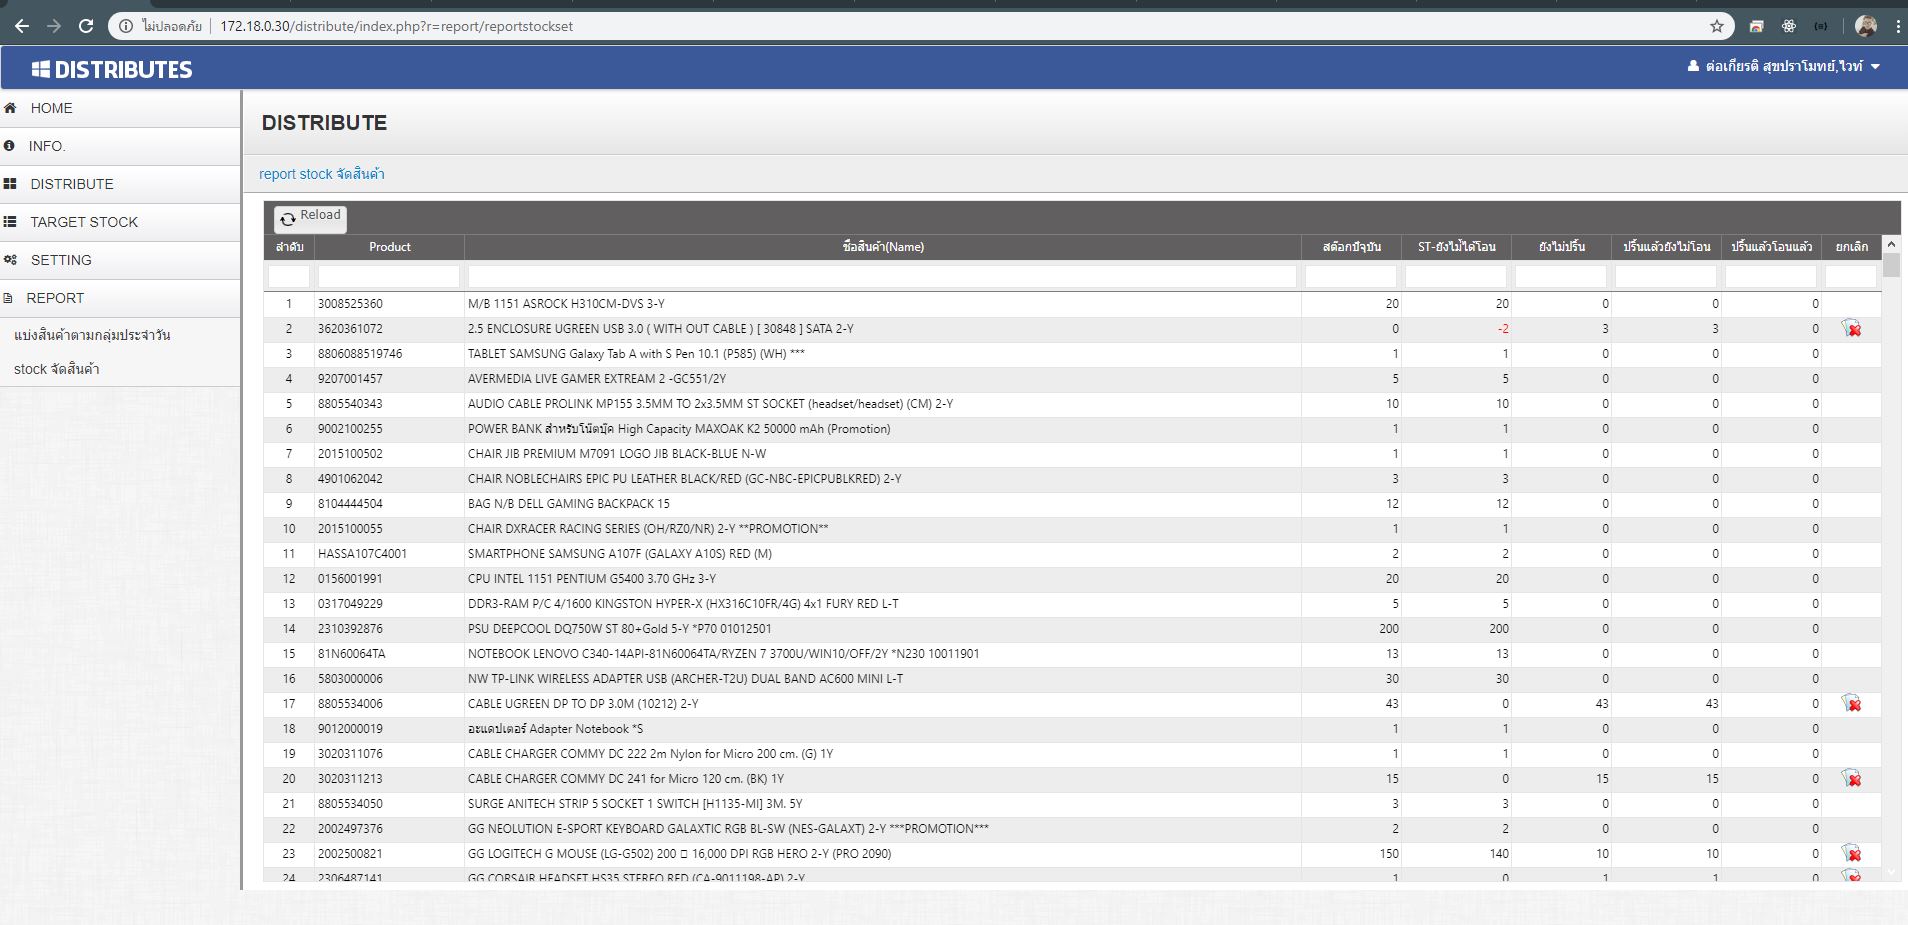 ไม่ปลอดภัย 172.18.0.30/distribute/index.php?r=report/reportstockset
DISTRIBUTES
ต่อเกียรติ สุขปราโมทย์,ไวท์
HOME
INFO.
DISTRIBUTE
TARGET STOCK
SETTING
REPORT
แบ่งสินค้าตามกลุ่มประจำวัน
stock จัดสินค้า
DISTRIBUTE
report stock จัดสินค้า
Reload
ลำดับ Product ชื่อสินค้า(Name) สต๊อกปัจุบัน ST-ยังไม่ได้โอน ยังไม่ปริ้น ปริ้นแล้วยังไม่โอน ปริ้นแล้วโอนแล้ว ยกเลิก
1 3008525360 M/B 1151 ASROCK H310CM-DVS 3-Y 20 20 0 0 0
2 3620361072 2.5 ENCLOSURE UGREEN USB 3.0 ( WITH OUT CABLE ) [ 30848 ] SATA 2-Y 0 -2 3 3 0
3 8806088519746 TABLET SAMSUNG Galaxy Tab A with S Pen 10.1 (P585) (WH) *** 1 1 0 0 0
4 9207001457 AVERMEDIA LIVE GAMER EXTREAM 2 -GC551/2Y 5 5 0 0 0
5 8805540343 AUDIO CABLE PROLINK MP155 3.5MM TO 2x3.5MM ST SOCKET (headset/headset) (CM) 2-Y 10 10 0 0 0
6 9002100255 POWER BANK สำหรับโน๊ตบุ๊ค High Capacity MAXOAK K2 50000 mAh (Promotion) 1 1 0 0 0
7 2015100502 CHAIR JIB PREMIUM M7091 LOGO JIB BLACK-BLUE N-W 1 1 0 0 0
8 4901062042 CHAIR NOBLECHAIRS EPIC PU LEATHER BLACK/RED (GC-NBC-EPICPUBLKRED) 2-Y 3 3 0 0 0
9 8104444504 BAG N/B DELL GAMING BACKPACK 15 12 12 0 0 0
10 2015100055 CHAIR DXRACER RACING SERIES (OH/RZ0/NR) 2-Y **PROMOTION** 1 1 0 0 0
11 HASSA107C4001 SMARTPHONE SAMSUNG A107F (GALAXY A10S) RED (M) 2 2 0 0 0
12 0156001991 CPU INTEL 1151 PENTIUM G5400 3.70 GHz 3-Y 20 20 0 0 0
13 0317049229 DDR3-RAM P/C 4/1600 KINGSTON HYPER-X (HX316C10FR/4G) 4x1 FURY RED L-T 5 5 0 0 0
14 2310392876 PSU DEEPCOOL DQ750W ST 80+Gold 5-Y *P70 01012501 200 200 0 0 0
15 81N60064TA NOTEBOOK LENOVO C340-14API-81N60064TA/RYZEN 7 3700U/WIN10/OFF/2Y *N230 10011901 13 13 0 0 0
16 5803000006 NW TP-LINK WIRELESS ADAPTER USB (ARCHER-T2U) DUAL BAND AC600 MINI L-T 30 30 0 0 0
17 8805534006 CABLE UGREEN DP TO DP 3.0M (10212) 2-Y 43 0 43 43 0
18 9012000019 อะแดปเตอร์ Adapter Notebook *S 1 1 0 0 0
19 3020311076 CABLE CHARGER COMMY DC 222 2m Nylon for Micro 200 cm. (G) 1Y 1 1 0 0 0
20 3020311213 CABLE CHARGER COMMY DC 241 for Micro 120 cm. (BK) 1Y 15 0 15 15 0
21 8805534050 SURGE ANITECH STRIP 5 SOCKET 1 SWITCH [H1135-MI] 3M. 5Y 3 3 0 0 0
22 2002497376 GG NEOLUTION E-SPORT KEYBOARD GALAXTIC RGB BL-SW (NES-GALAXT) 2-Y ***PROMOTION*** 2 2 0 0 0
23 2002500821 GG LOGITECH G MOUSE (LG-G502) 200 － 16,000 DPI RGB HERO 2-Y (PRO 2090) 150 140 10 10 0
24 2306487141 GG CORSAIR HEADSET HS35 STEREO RED (CA-9011198-AP) 2-Y 1 0 1 1 0